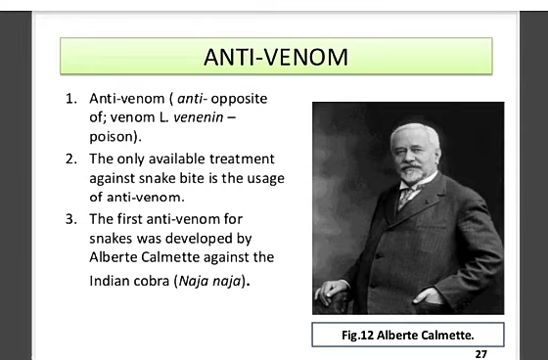 ANTI-VENOM
1. Anti-venom ( anti- opposite
of; venom L. venenin –
poison).
2. The only available treatment
against snake bite is the usage
of anti-venom.
3. The first anti-venom for
snakes was developed by
Alberte Calmette against the
Indian cobra (Naja naja).
Fig.12 Alberte Calmette.
27